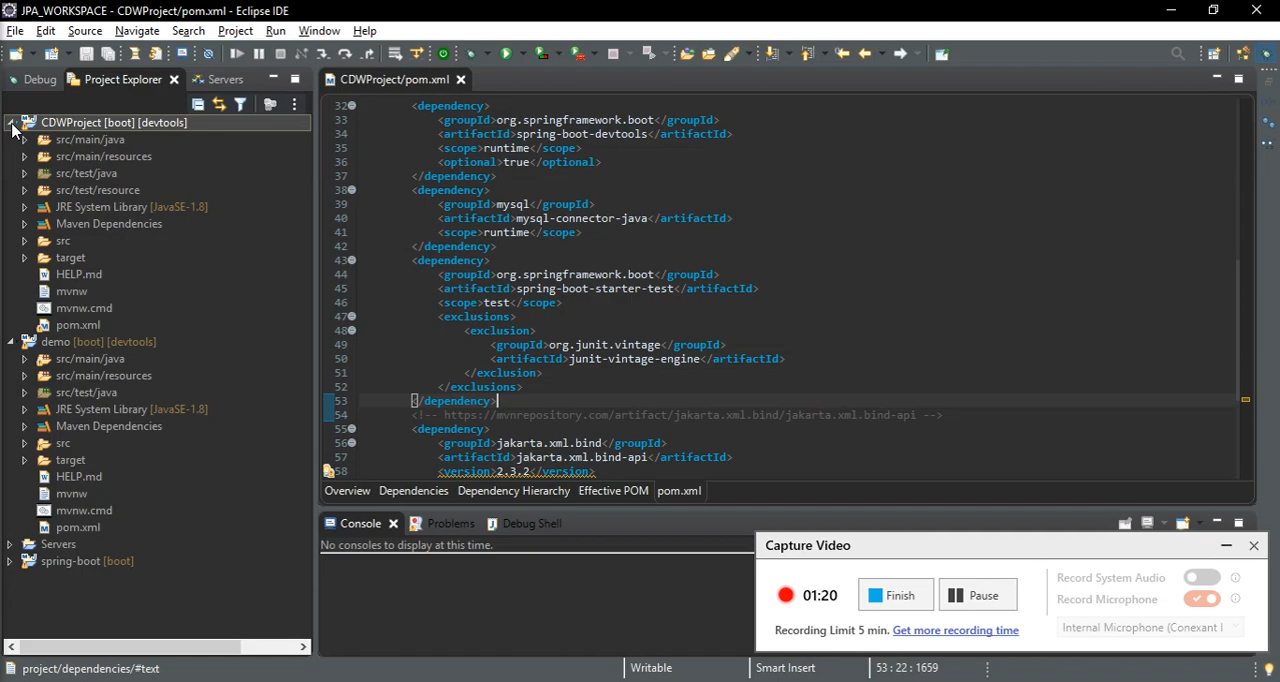 JPA_WORKSPACE - CDWProject/pom.xml - Eclipse IDE
File Edit Source Navigate Search Project Run Window Help
Debug Project Explorer Servers
CDWProject/pom.xml
CDWProject [boot] [devtools]
src/main/java
src/main/resources
src/test/java
src/test/resource
JRE System Library [JavaSE-1.8]
Maven Dependencies
src
target
HELP.md
mvnw
mvnw.cmd
pom.xml
demo [boot] [devtools]
src/main/java
src/main/resources
src/test/java
JRE System Library [JavaSE-1.8]
Maven Dependencies
src
target
HELP.md
mvnw
mvnw.cmd
pom.xml
Servers
spring-boot [boot]
32 <dependency>
33 <groupId>org.springframework.boot</groupId>
34 <artifactId>spring-boot-devtools</artifactId>
35 <scope>runtime</scope>
36 <optional>true</optional>
37 </dependency>
38 <dependency>
39 <groupId>mysql</groupId>
40 <artifactId>mysql-connector-java</artifactId>
41 <scope>runtime</scope>
42 </dependency>
43 <dependency>
44 <groupId>org.springframework.boot</groupId>
45 <artifactId>spring-boot-starter-test</artifactId>
46 <scope>test</scope>
47 <exclusions>
48 <exclusion>
49 <groupId>org.junit.vintage</groupId>
50 <artifactId>junit-vintage-engine</artifactId>
51 </exclusion>
52 </exclusions>
53 </dependency>
54 <!-- https://mvnrepository.com/artifact/jakarta.xml.bind/jakarta.xml.bind-api -->
55 <dependency>
56 <groupId>jakarta.xml.bind</groupId>
57 <artifactId>jakarta.xml.bind-api</artifactId>
58 <version>2.3.2</version>
Overview Dependencies Dependency Hierarchy Effective POM pom.xml
Console Problems Debug Shell
No consoles to display at this time.
Capture Video
01:20 Finish Pause
Recording Limit 5 min. Get more recording time
Record System Audio
Record Microphone
Internal Microphone (Conexant I
project/dependencies/#text
Writable Smart Insert 53 : 22 : 1659